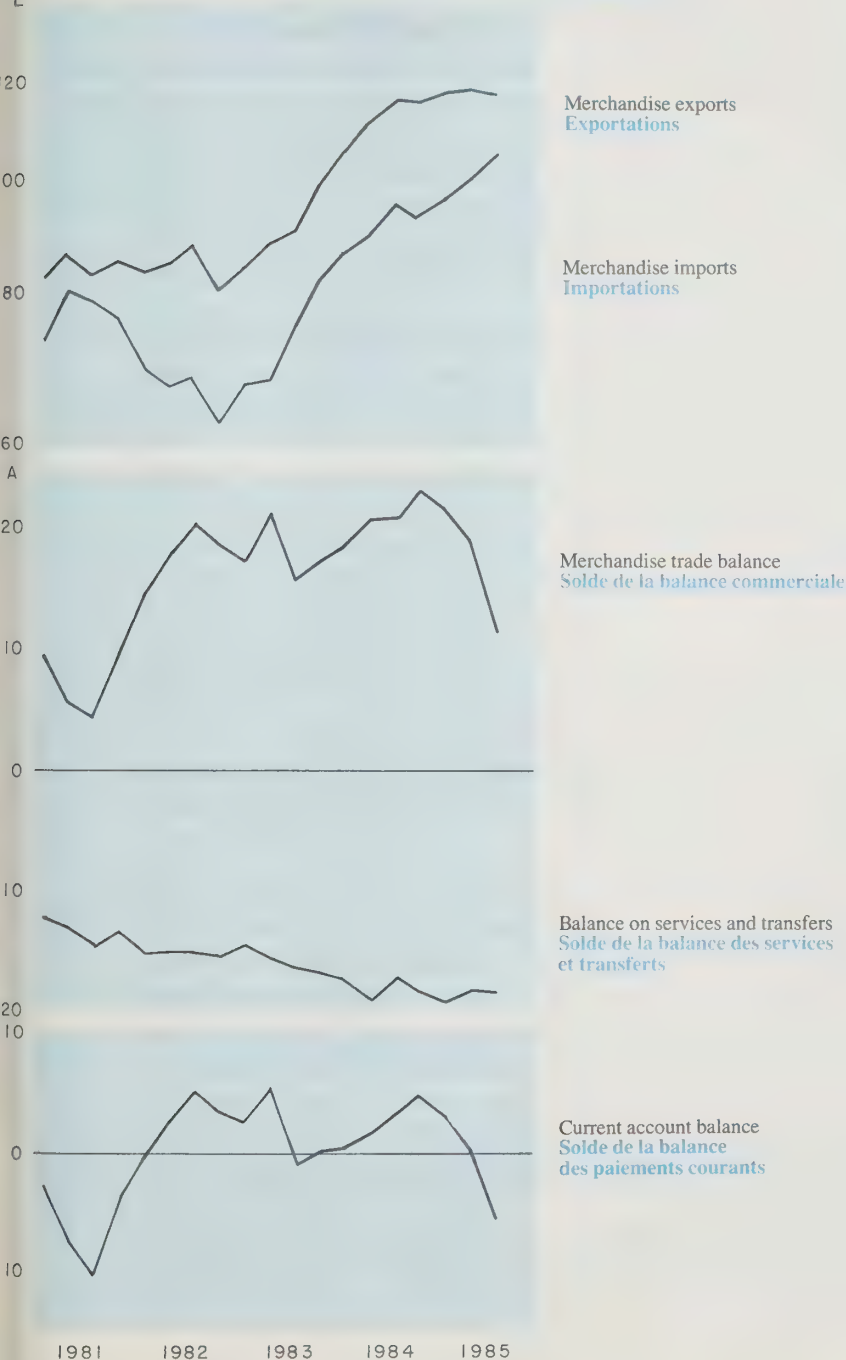 20
Merchandise exports
Exportations
00
Merchandise imports
Importations
80
60
A
20
Merchandise trade balance
Solde de la balance commerciale
10
0
10
Balance on services and transfers
Solde de la balance des services
et transferts
20
10
Current account balance
Solde de la balance
des paiements courants
0
10
1981 1982 1983 1984 1985